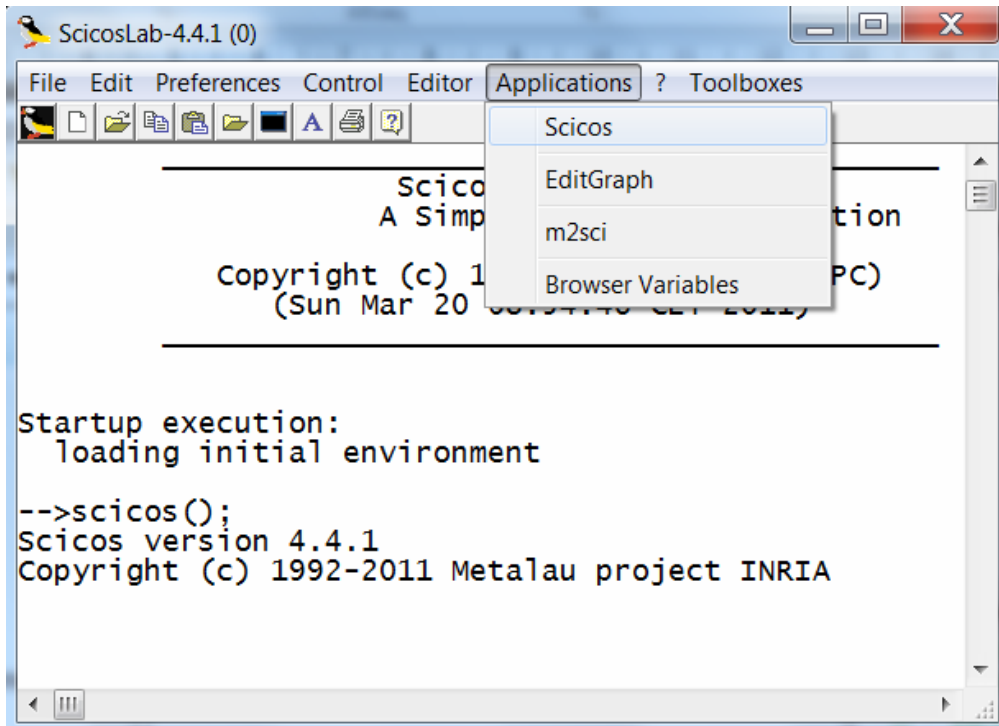 ScicosLab-4.4.1 (0)
File Edit Preferences Control Editor Applications ? Toolboxes
Scicos
EditGraph
m2sci
Browser Variables
Scico
A Simp tion
Copyright (c) 1 PC)
(Sun Mar 20 2011)
Startup execution:
loading initial environment
-->scicos();
Scicos version 4.4.1
Copyright (c) 1992-2011 Metalau project INRIA